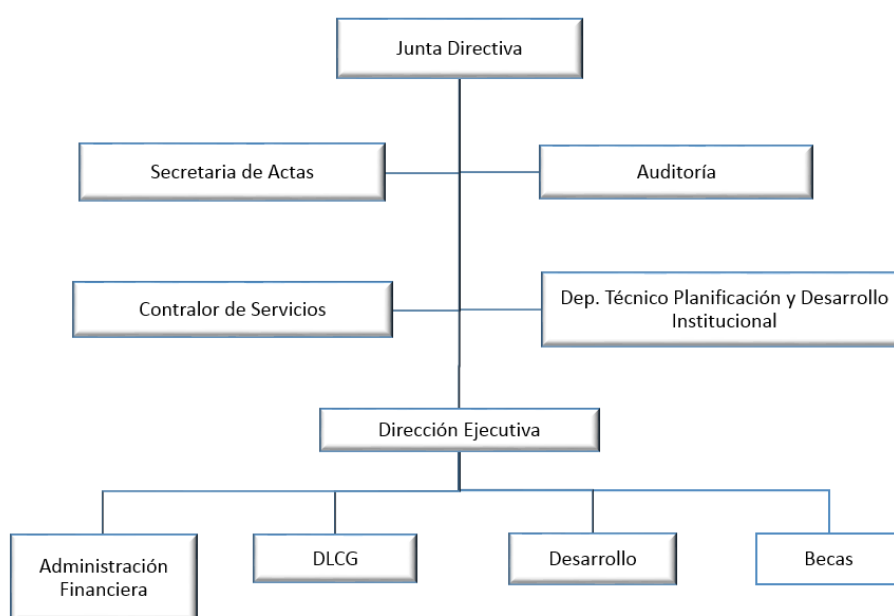 Junta Directiva
Secretaria de Actas
Auditoría
Contralor de Servicios
Dep. Técnico Planificación y Desarrollo
Institucional
Dirección Ejecutiva
Administración
Financiera
DLCG
Desarrollo
Becas